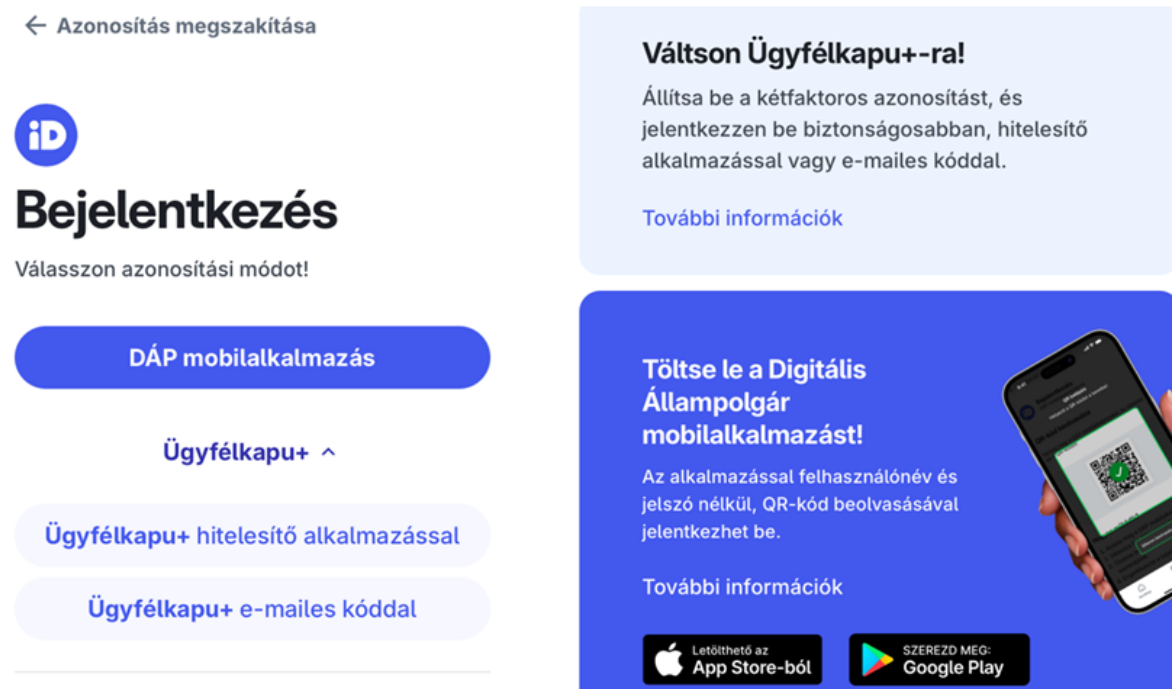 ← Azonosítás megszakítása
iD
Bejelentkezés
Válasszon azonosítási módot!
DÁP mobilalkalmazás
Ügyfélkapu+
Ügyfélkapu+ hitelesítő alkalmazással
Ügyfélkapu+ e-mailes kóddal
Váltson Ügyfélkapu+-ra!
Állítsa be a kétfaktoros azonosítást, és
jelentkezzen be biztonságosabban, hitelesítő
alkalmazással vagy e-mailes kóddal.
További információk
Töltse le a Digitális
Állampolgár
mobilalkalmazást!
Az alkalmazással felhasználónév és
jelszó nélkül, QR-kód beolvasásával
jelentkezhet be.
További információk
Letölthető az
App Store-ból
SZEREZD MEG:
Google Play